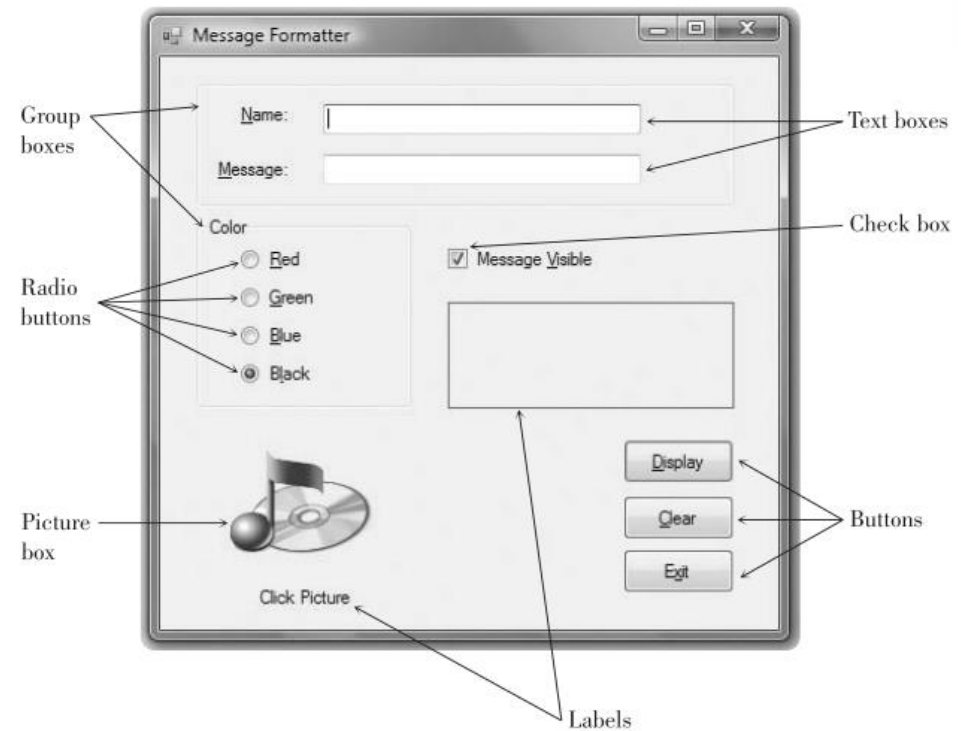 Message Formatter
Group
boxes
Name:
Text boxes
Message:
Color
Check box
Red
Message Visible
Radio
buttons
Green
Blue
Black
Display
Picture
box
Clear
Buttons
Exit
Click Picture
Labels